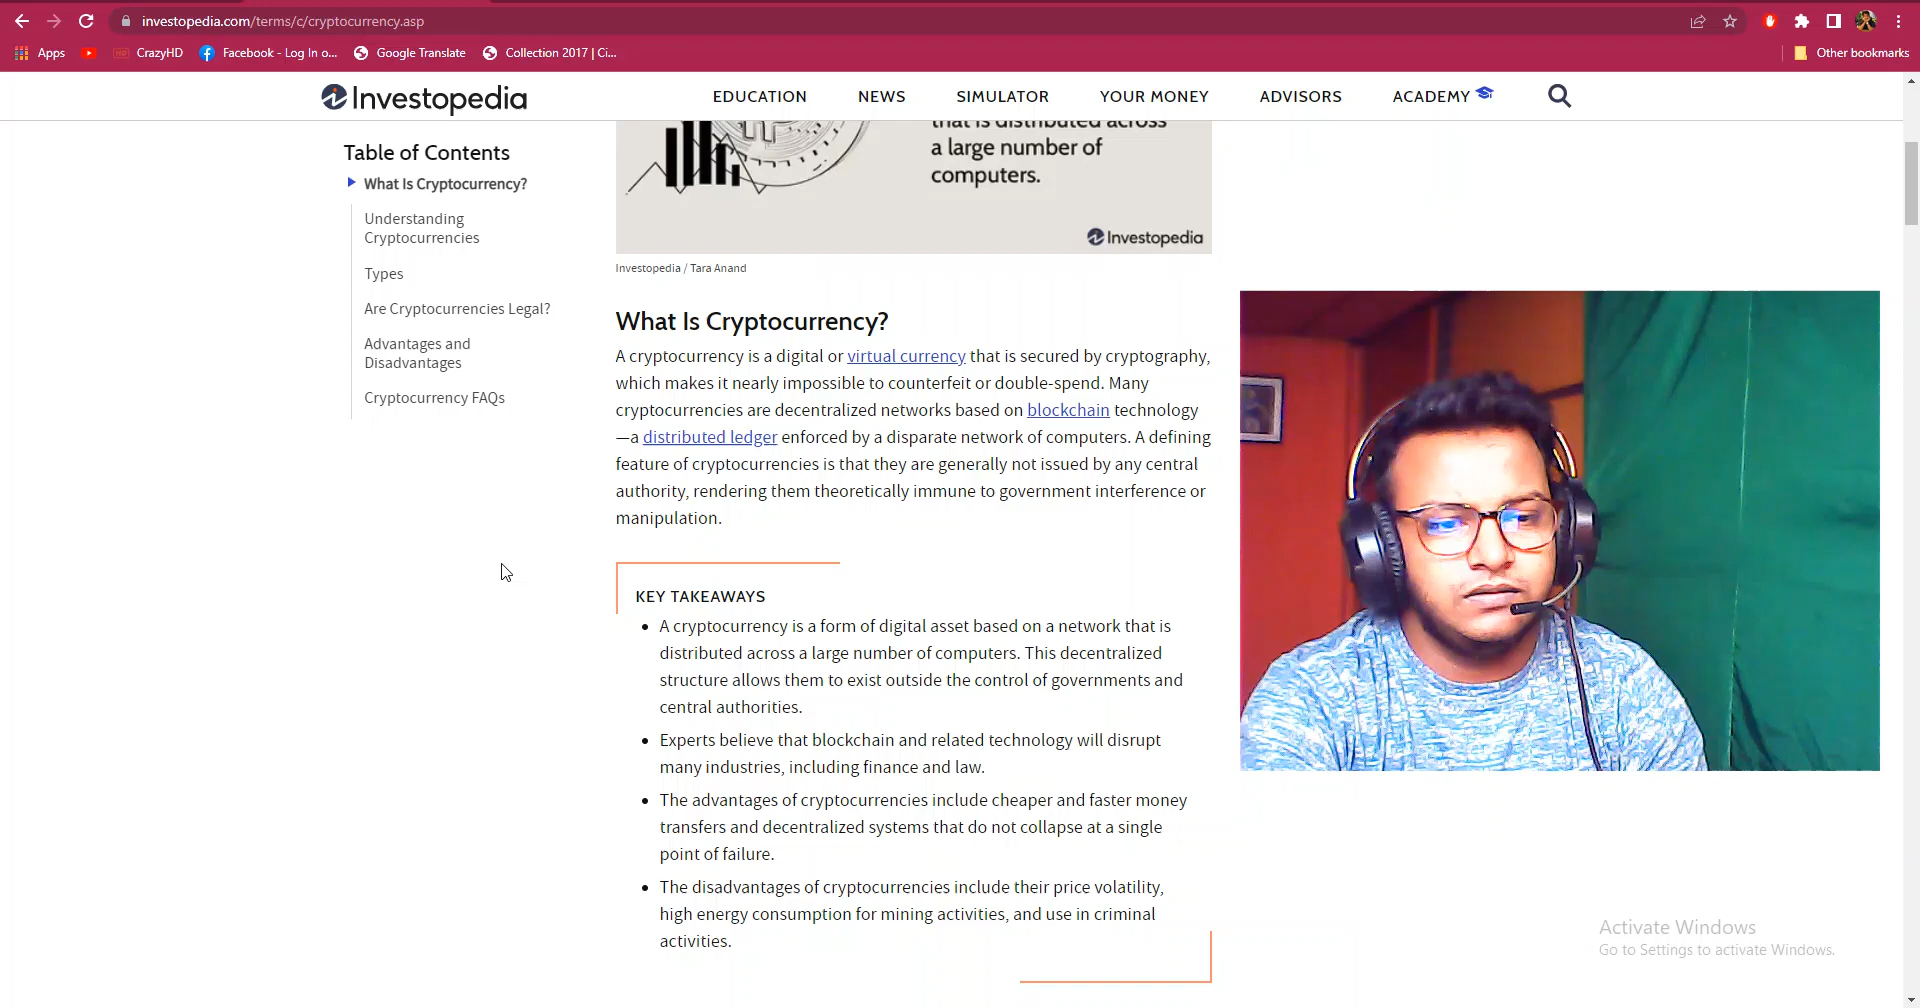 investopedia.com/terms/c/cryptocurrency.asp
Apps
CrazyHD
Facebook - Log In o...
Google Translate
Collection 2017 | Ci...
Other bookmarks
Investopedia
EDUCATION
NEWS
SIMULATOR
YOUR MONEY
ADVISORS
ACADEMY
Table of Contents
What Is Cryptocurrency?
Understanding
Cryptocurrencies
Types
Are Cryptocurrencies Legal?
Advantages and
Disadvantages
Cryptocurrency FAQs
that is distributed across
a large number of
computers.
Investopedia
Investopedia / Tara Anand
What Is Cryptocurrency?
A cryptocurrency is a digital or virtual currency that is secured by cryptography,
which makes it nearly impossible to counterfeit or double-spend. Many
cryptocurrencies are decentralized networks based on blockchain technology
—a distributed ledger enforced by a disparate network of computers. A defining
feature of cryptocurrencies is that they are generally not issued by any central
authority, rendering them theoretically immune to government interference or
manipulation.
KEY TAKEAWAYS
• A cryptocurrency is a form of digital asset based on a network that is
distributed across a large number of computers. This decentralized
structure allows them to exist outside the control of governments and
central authorities.
• Experts believe that blockchain and related technology will disrupt
many industries, including finance and law.
• The advantages of cryptocurrencies include cheaper and faster money
transfers and decentralized systems that do not collapse at a single
point of failure.
• The disadvantages of cryptocurrencies include their price volatility,
high energy consumption for mining activities, and use in criminal
activities.
Activate Windows
Go to Settings to activate Windows.